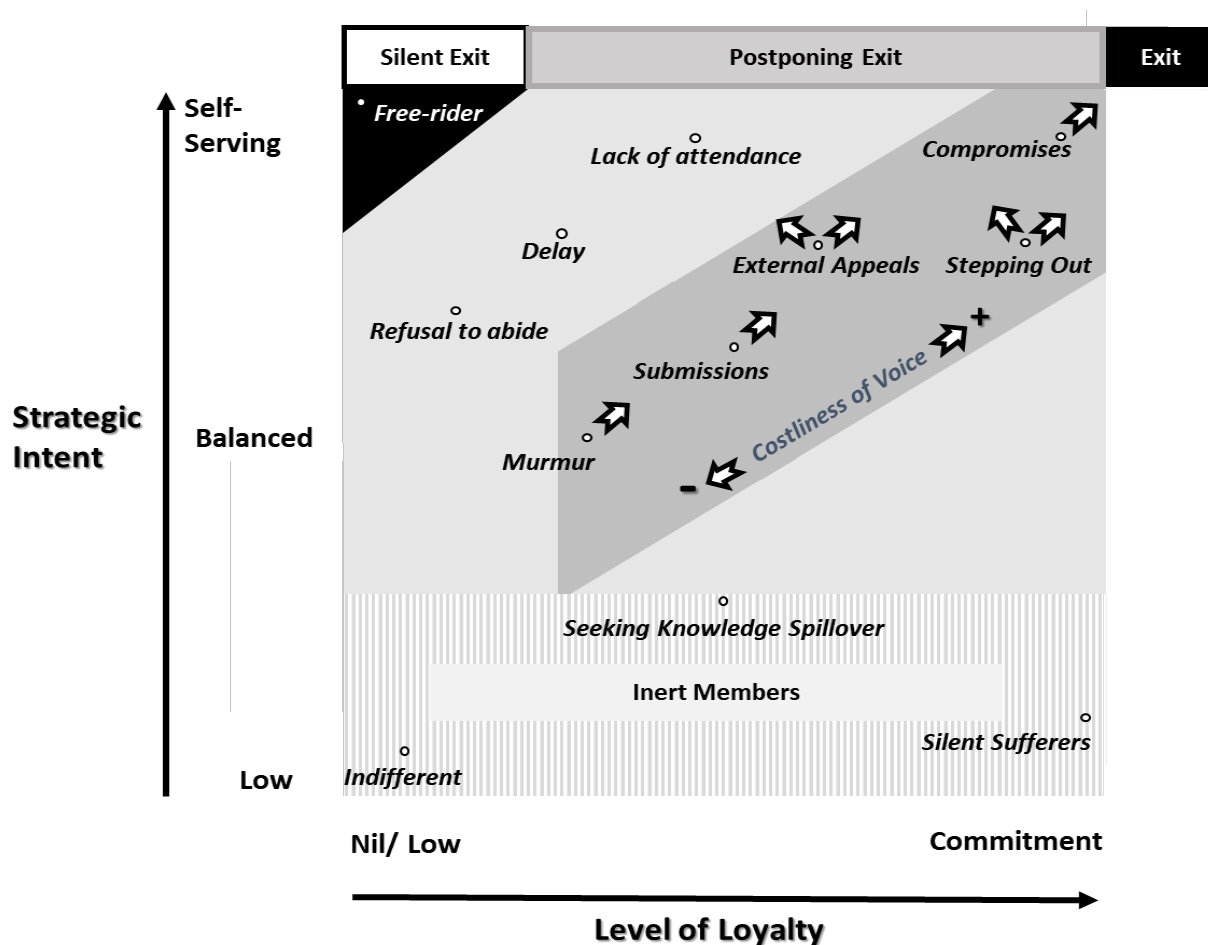 Silent Exit
Postponing Exit
Exit
Self-
Serving
Free-rider
Lack of attendance
Compromises
Delay
External Appeals
Stepping Out
Refusal to abide
+
Submissions
Costliness of Voice
Strategic
Intent
Balanced
Murmur
-
Seeking Knowledge Spillover
Inert Members
Silent Sufferers
Low
Indifferent
Nil/ Low
Commitment
Level of Loyalty